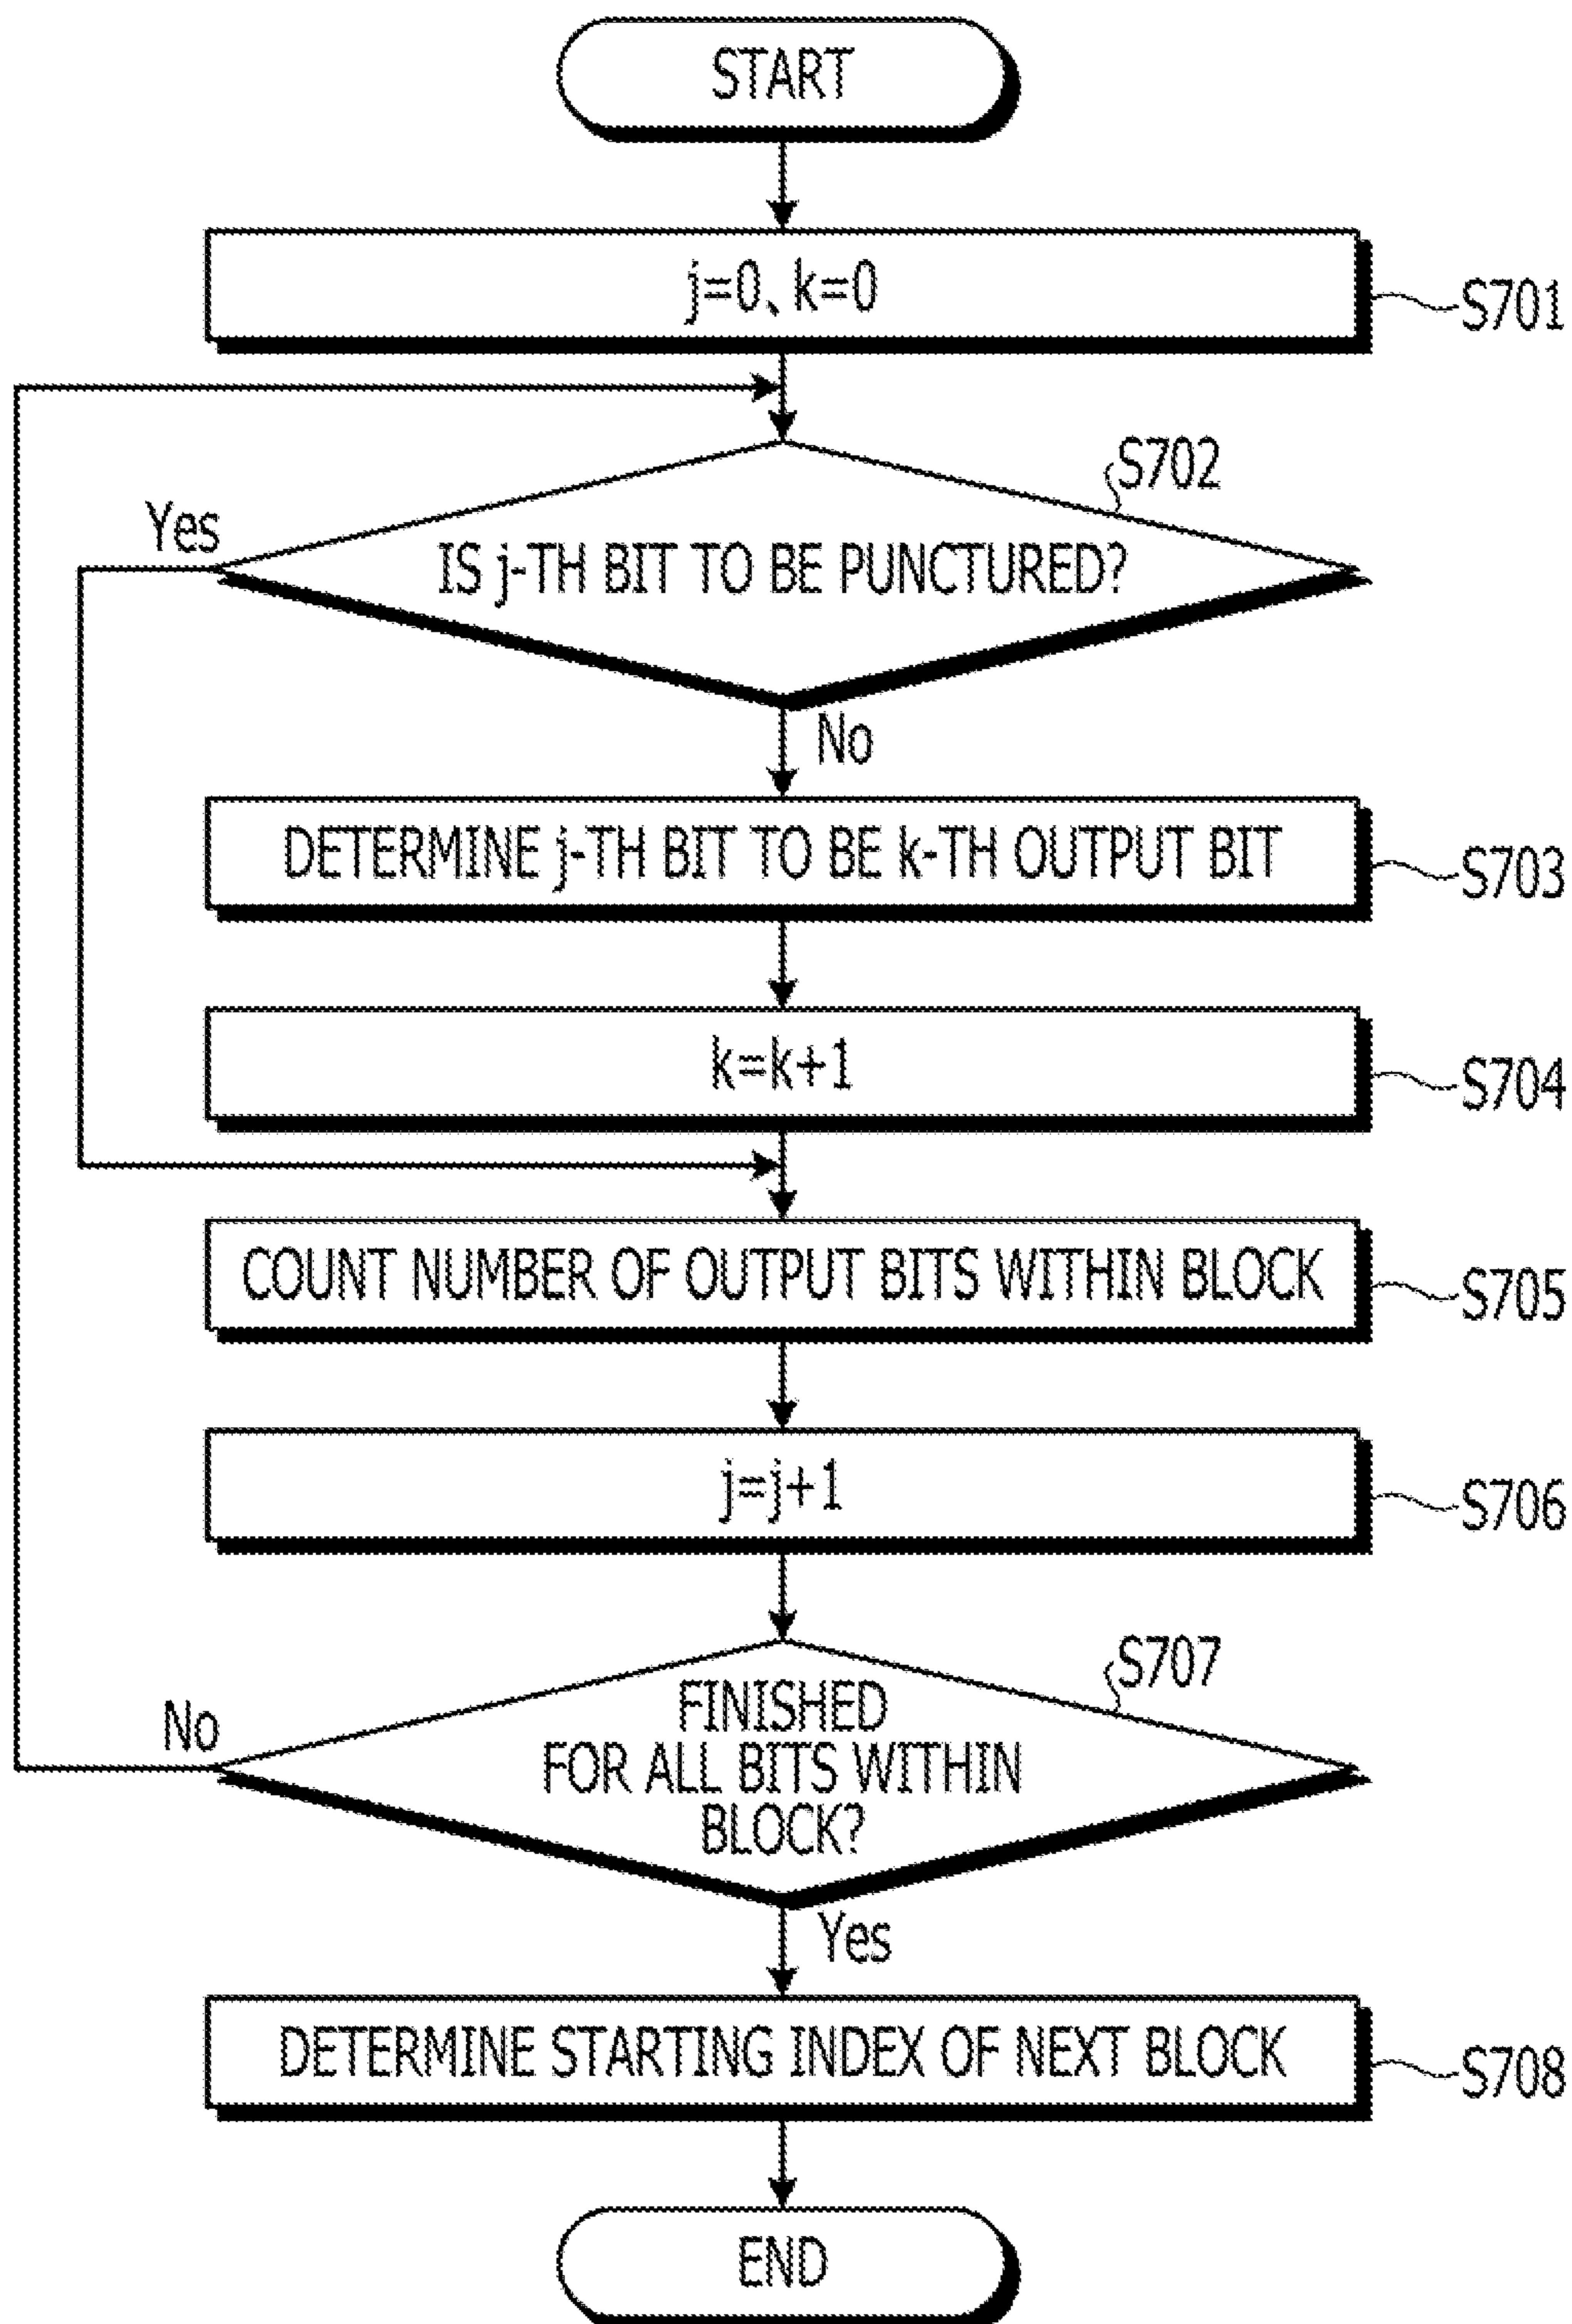 START
j=0、k=0
S701
S702
Yes
IS j-TH BIT TO BE PUNCTURED?
No
DETERMINE j-TH BIT TO BE k-TH OUTPUT BIT
S703
k=k+1
S704
COUNT NUMBER OF OUTPUT BITS WITHIN BLOCK
S705
j=j+1
S706
S707
No
FINISHED
FOR ALL BITS WITHIN
BLOCK?
Yes
DETERMINE STARTING INDEX OF NEXT BLOCK
S708
END